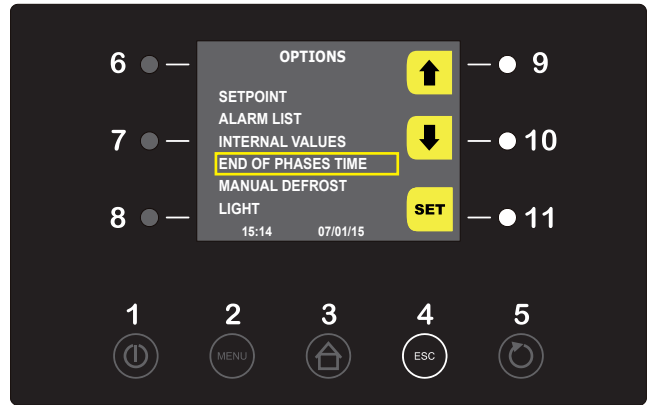 OPTIONS
6
9
SETPOINT
ALARM LIST
7
INTERNAL VALUES
10
END OF PHASES TIME
MANUAL DEFROST
8
LIGHT
SET
11
15:14 07/01/15
1 2 3 4 5
MENU ESC